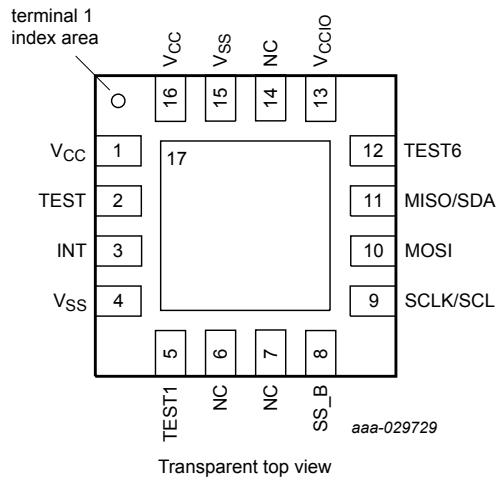 terminal 1
index area
VCC
VSS
NC
VCCIO
16
15
14
13
VCC
1
17
12
TEST6
TEST
2
11
MISO/SDA
INT
3
10
MOSI
VSS
4
9
SCLK/SCL
5
6
7
8
TEST1
NC
NC
SS_B
aaa-029729
Transparent top view